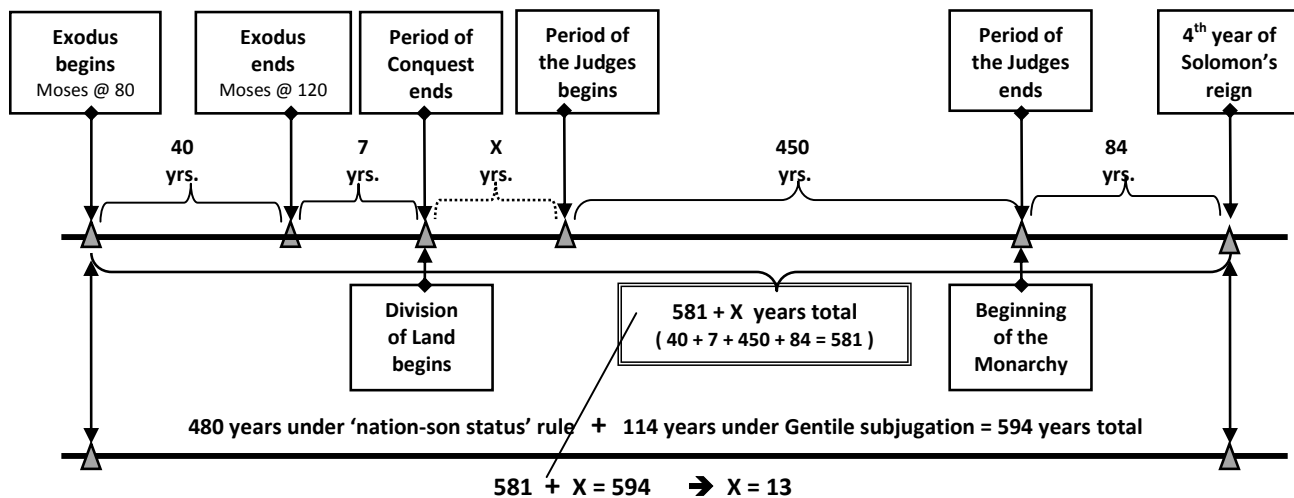 Exodus
begins
Moses @ 80
Exodus
ends
Moses @ 120
Period of
Conquest
ends
Period of
the Judges
begins
Period of
the Judges
ends
4th year of
Solomon's
reign
40
yrs.
7
yrs.
X
yrs.
450
yrs.
84
yrs.
Division
of Land
begins
581 + X years total
( 40 + 7 + 450 + 84 = 581 )
Beginning
of the
Monarchy
480 years under ‘nation-son status’ rule + 114 years under Gentile subjugation = 594 years total
581 + X = 594 ➔ X = 13